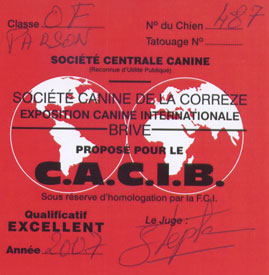 Classe OF N° du Chien 487
PARSON Tatouage N°
SOCIÉTÉ CENTRALE CANINE
(Reconnue d'Utilité Publique)
SOCIÉTÉ CANINE DE LA CORREZE
EXPOSITION CANINE INTERNATIONALE
BRIVE
PROPOSÉ POUR LE
C.A.C.I.B.
Sous réserve d'homologation par la F.C.I.
Qualificatif Le Juge :
EXCELLENT
Année 2007